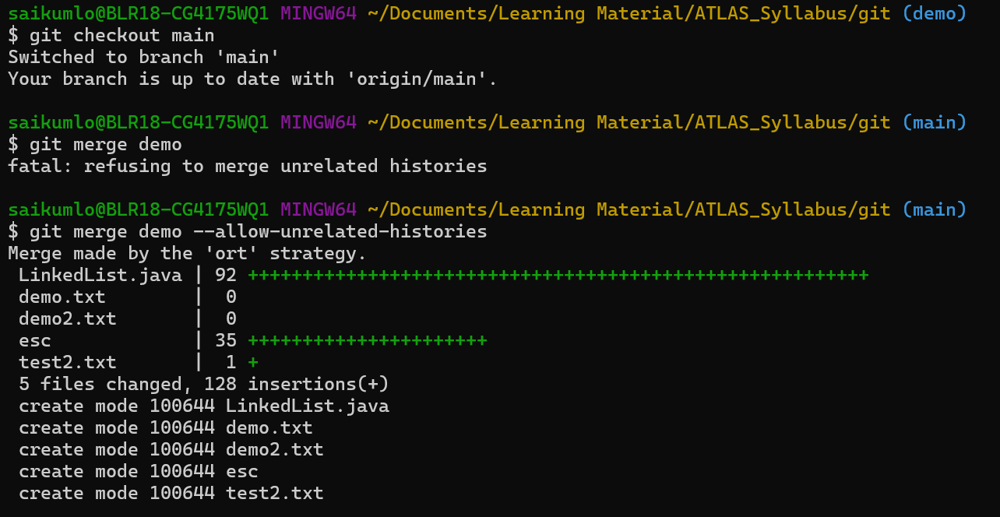 saikumlo@BLR18-CG4175WQ1 MINGW64 ~/Documents/Learning Material/ATLAS_Syllabus/git (demo)
$ git checkout main
Switched to branch 'main'
Your branch is up to date with 'origin/main'.

saikumlo@BLR18-CG4175WQ1 MINGW64 ~/Documents/Learning Material/ATLAS_Syllabus/git (main)
$ git merge demo
fatal: refusing to merge unrelated histories

saikumlo@BLR18-CG4175WQ1 MINGW64 ~/Documents/Learning Material/ATLAS_Syllabus/git (main)
$ git merge demo --allow-unrelated-histories
Merge made by the 'ort' strategy.
 LinkedList.java | 92 +++++++++++++++++++++++++++++++++++++++++++++++++++++++++
 demo.txt        |  0
 demo2.txt       |  0
 esc             | 35 ++++++++++++++++++++++
 test2.txt       |  1 +
 5 files changed, 128 insertions(+)
 create mode 100644 LinkedList.java
 create mode 100644 demo.txt
 create mode 100644 demo2.txt
 create mode 100644 esc
 create mode 100644 test2.txt